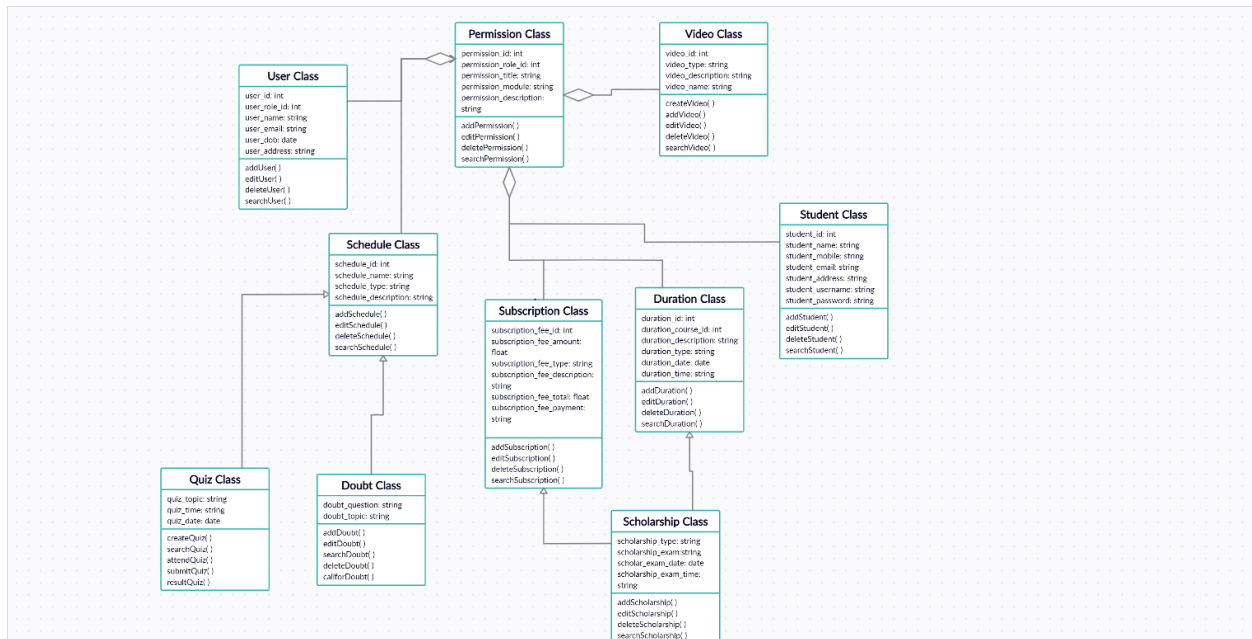 Permission Class
permission_id: int
permission_role_id: int
permission_title: string
permission_module: string
permission_description:
string
addPermission( )
editPermission( )
deletePermission( )
searchPermission( )
Video Class
video_id: int
video_type: string
video_description: string
video_name: string
createVideo( )
addVideo( )
editVideo( )
deleteVideo( )
searchVideo( )
User Class
user_id: int
user_role_id: int
user_name: string
user_email: string
user_dob: date
user_address: string
addUser( )
editUser( )
deleteUser( )
searchUser( )
Student Class
student_id: int
student_name: string
student_mobile: string
student_email: string
student_address: string
student_username: string
student_password: string
addStudent( )
editStudent( )
deleteStudent( )
searchStudent( )
Schedule Class
schedule_id: int
schedule_name: string
schedule_type: string
schedule_description: string
addSchedule( )
editSchedule( )
deleteSchedule( )
searchSchedule( )
Subscription Class
subscription_fee_id: int
subscription_fee_amount:
float
subscription_fee_type: string
subscription_fee_description:
string
subscription_fee_total: float
subscription_fee_payment:
string
addSubscription( )
editSubscription( )
deleteSubscription( )
searchSubscription( )
Duration Class
duration_id: int
duration_course_id: int
duration_description: string
duration_type: string
duration_date: date
duration_time: string
addDuration( )
editDuration( )
deleteDuration( )
searchDuration( )
Quiz Class
quiz_topic: string
quiz_time: string
quiz_date: date
createQuiz( )
searchQuiz( )
attendQuiz( )
submitQuiz( )
resultQuiz( )
Doubt Class
doubt_question: string
doubt_topic: string
addDoubt( )
editDoubt( )
searchDoubt( )
deleteDoubt( )
callforDoubt( )
Scholarship Class
scholarship_type: string
scholarship_exam:string
scholar_exam_date: date
scholarship_exam_time:
string
addScholarship( )
editScholarship( )
deleteScholarship( )
searchScholarship( )